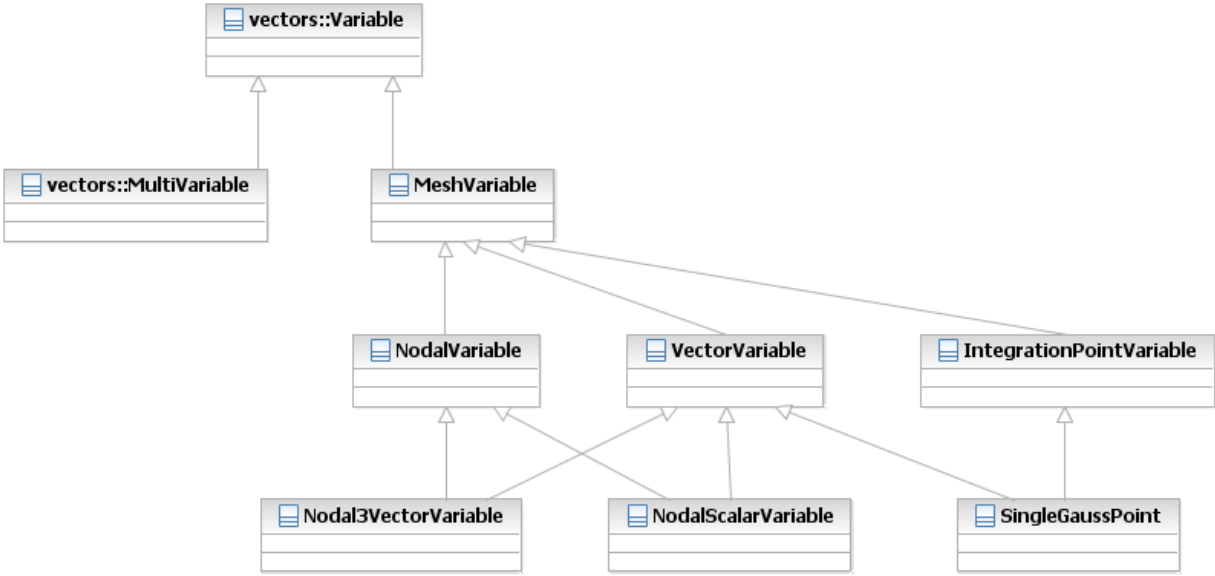 vectors::Variable
vectors::MultiVariable
MeshVariable
NodalVariable
VectorVariable
IntegrationPointVariable
Nodal3VectorVariable
NodalScalarVariable
SingleGaussPoint